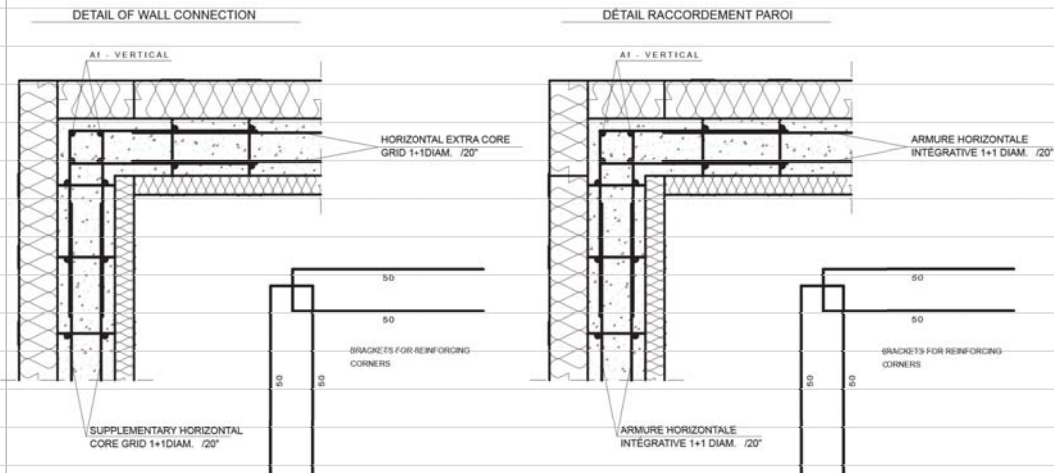 DETAIL OF WALL CONNECTION
Af - VERTICAL
HORIZONTAL EXTRA CORE
GRID 1+1DIAM. /20"
50
50
BRACKETS FOR REINFORCING
CORNERS
50
50
SUPPLEMENTARY HORIZONTAL
CORE GRID 1+1DIAM. /20"
DÉTAIL RACCORDEMENT PAROI
Af - VERTICAL
ARMURE HORIZONTALE
INTÉGRATIVE 1+1 DIAM. /20"
50
50
BRACKETS FOR REINFORCING
CORNERS
50
50
ARMURE HORIZONTALE
INTÉGRATIVE 1+1 DIAM. /20"